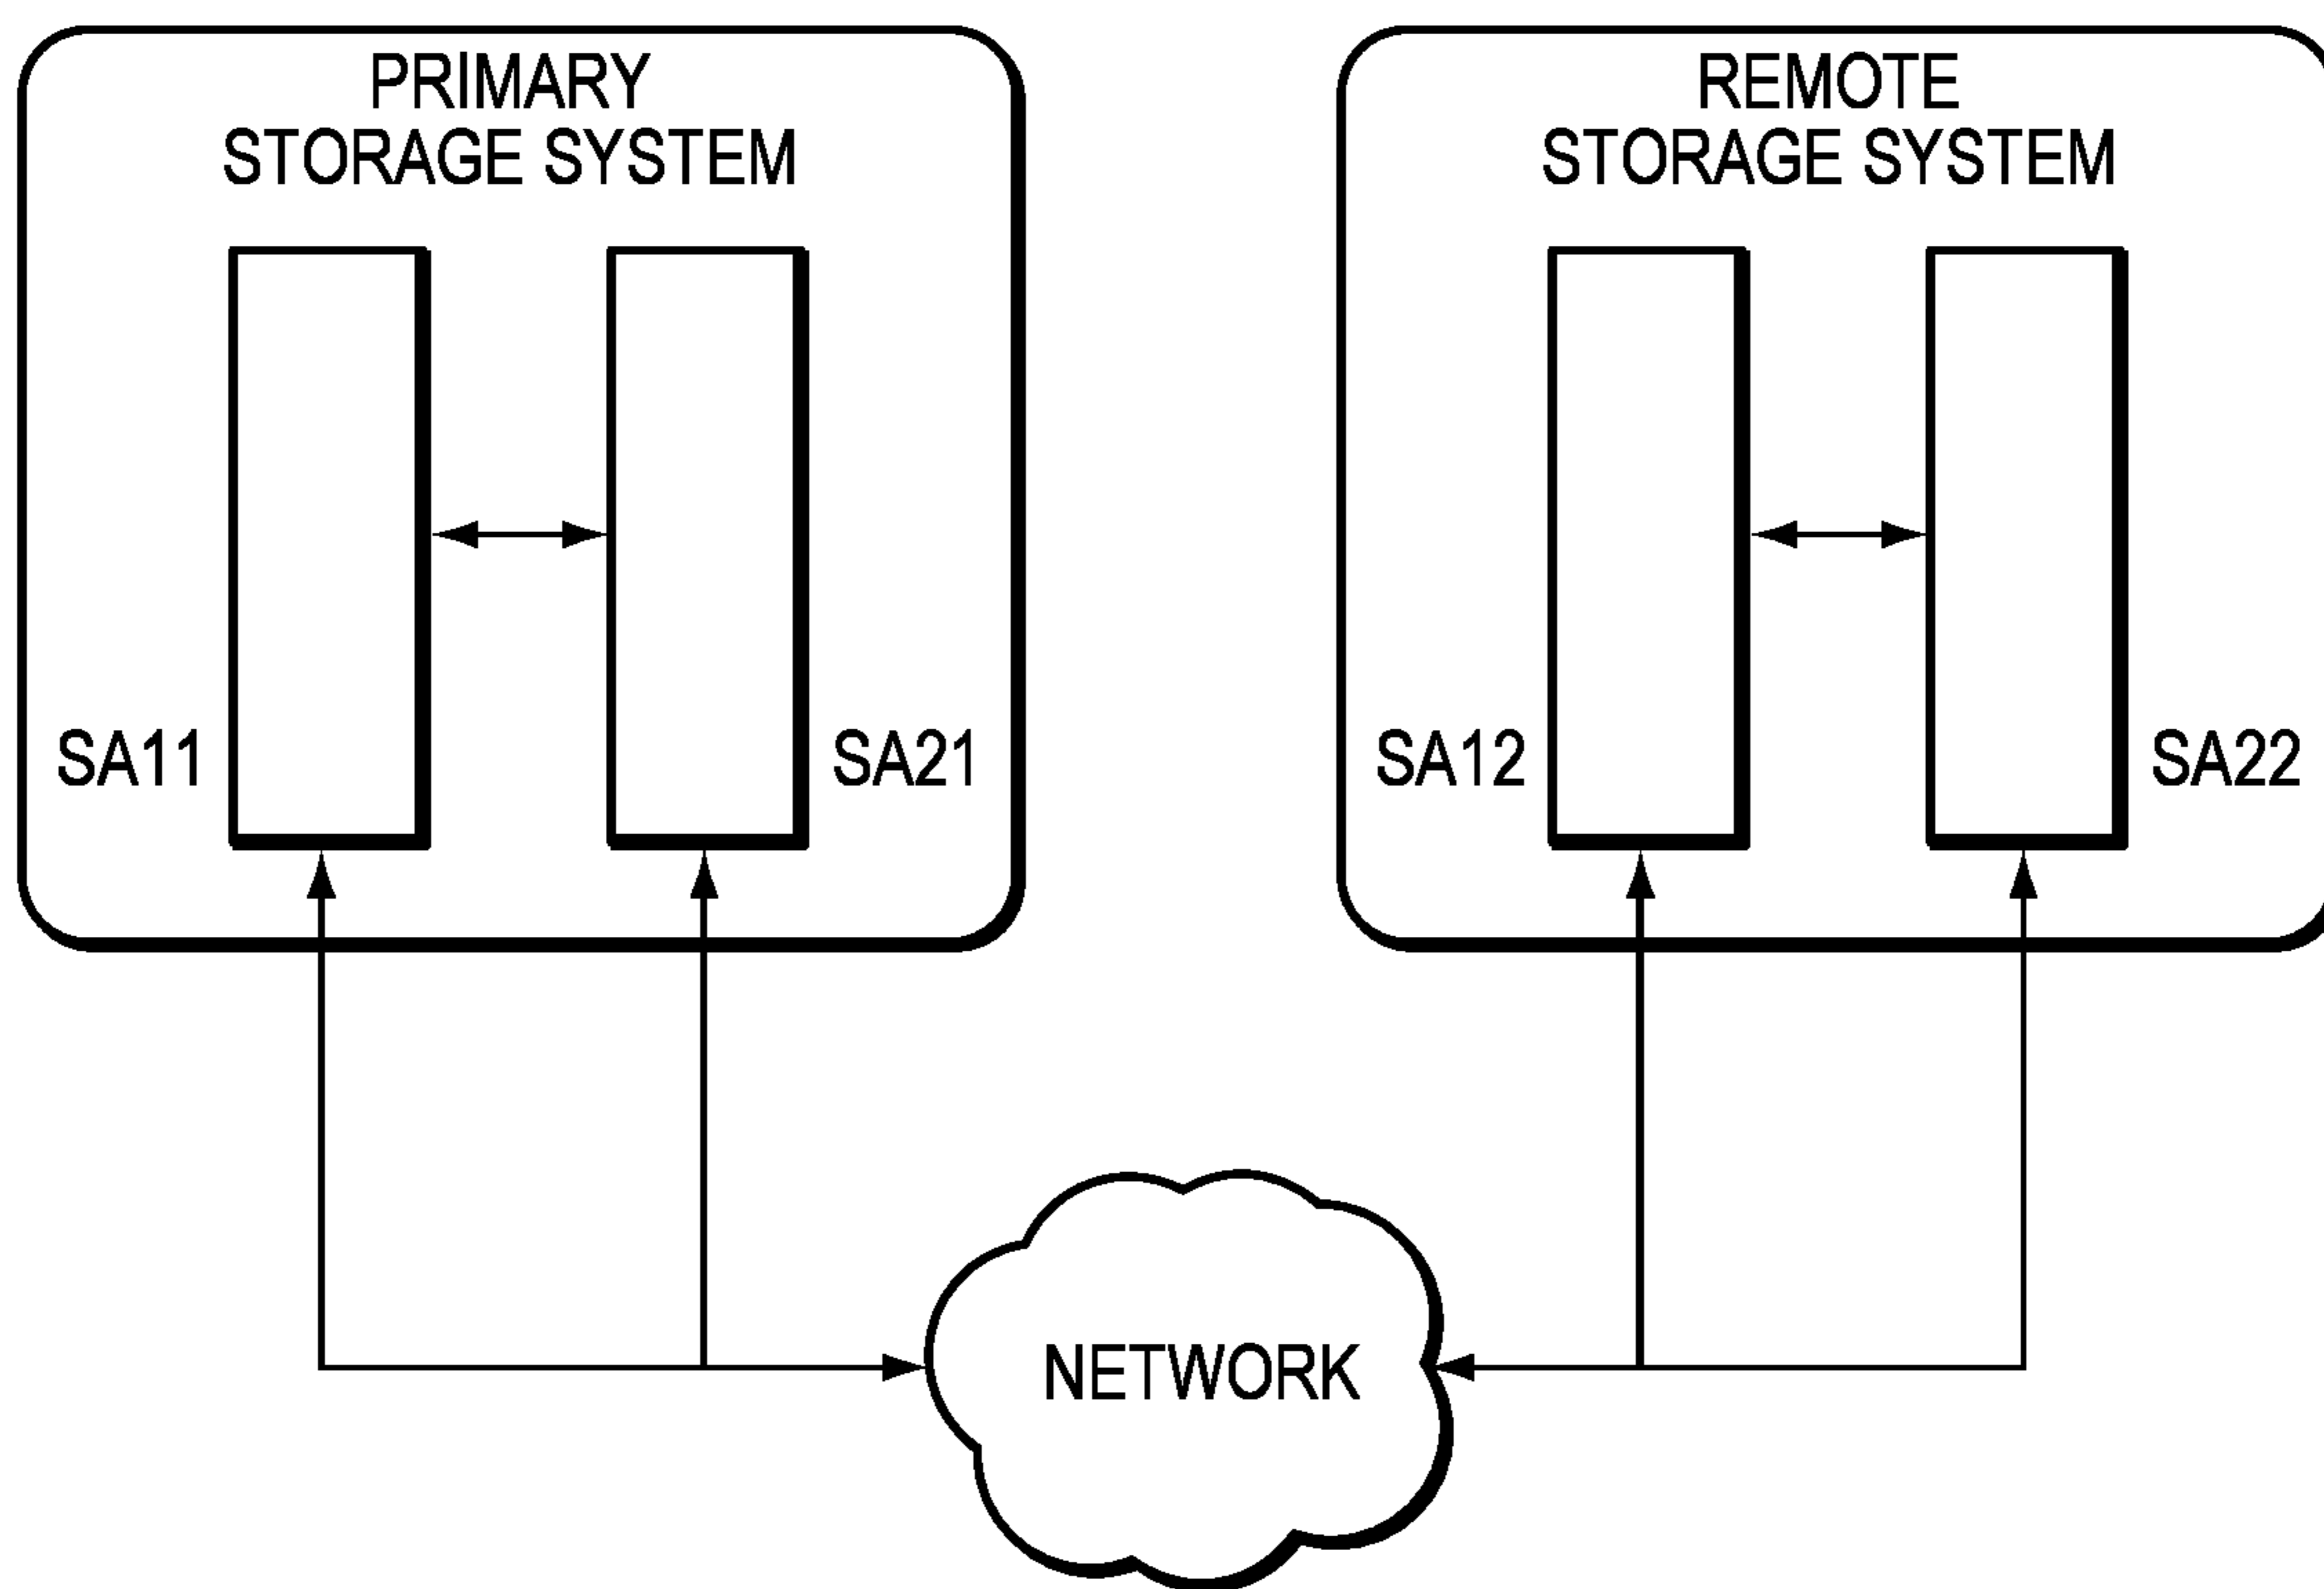 PRIMARY
STORAGE SYSTEM
SA11
SA21
REMOTE
STORAGE SYSTEM
SA12
SA22
NETWORK